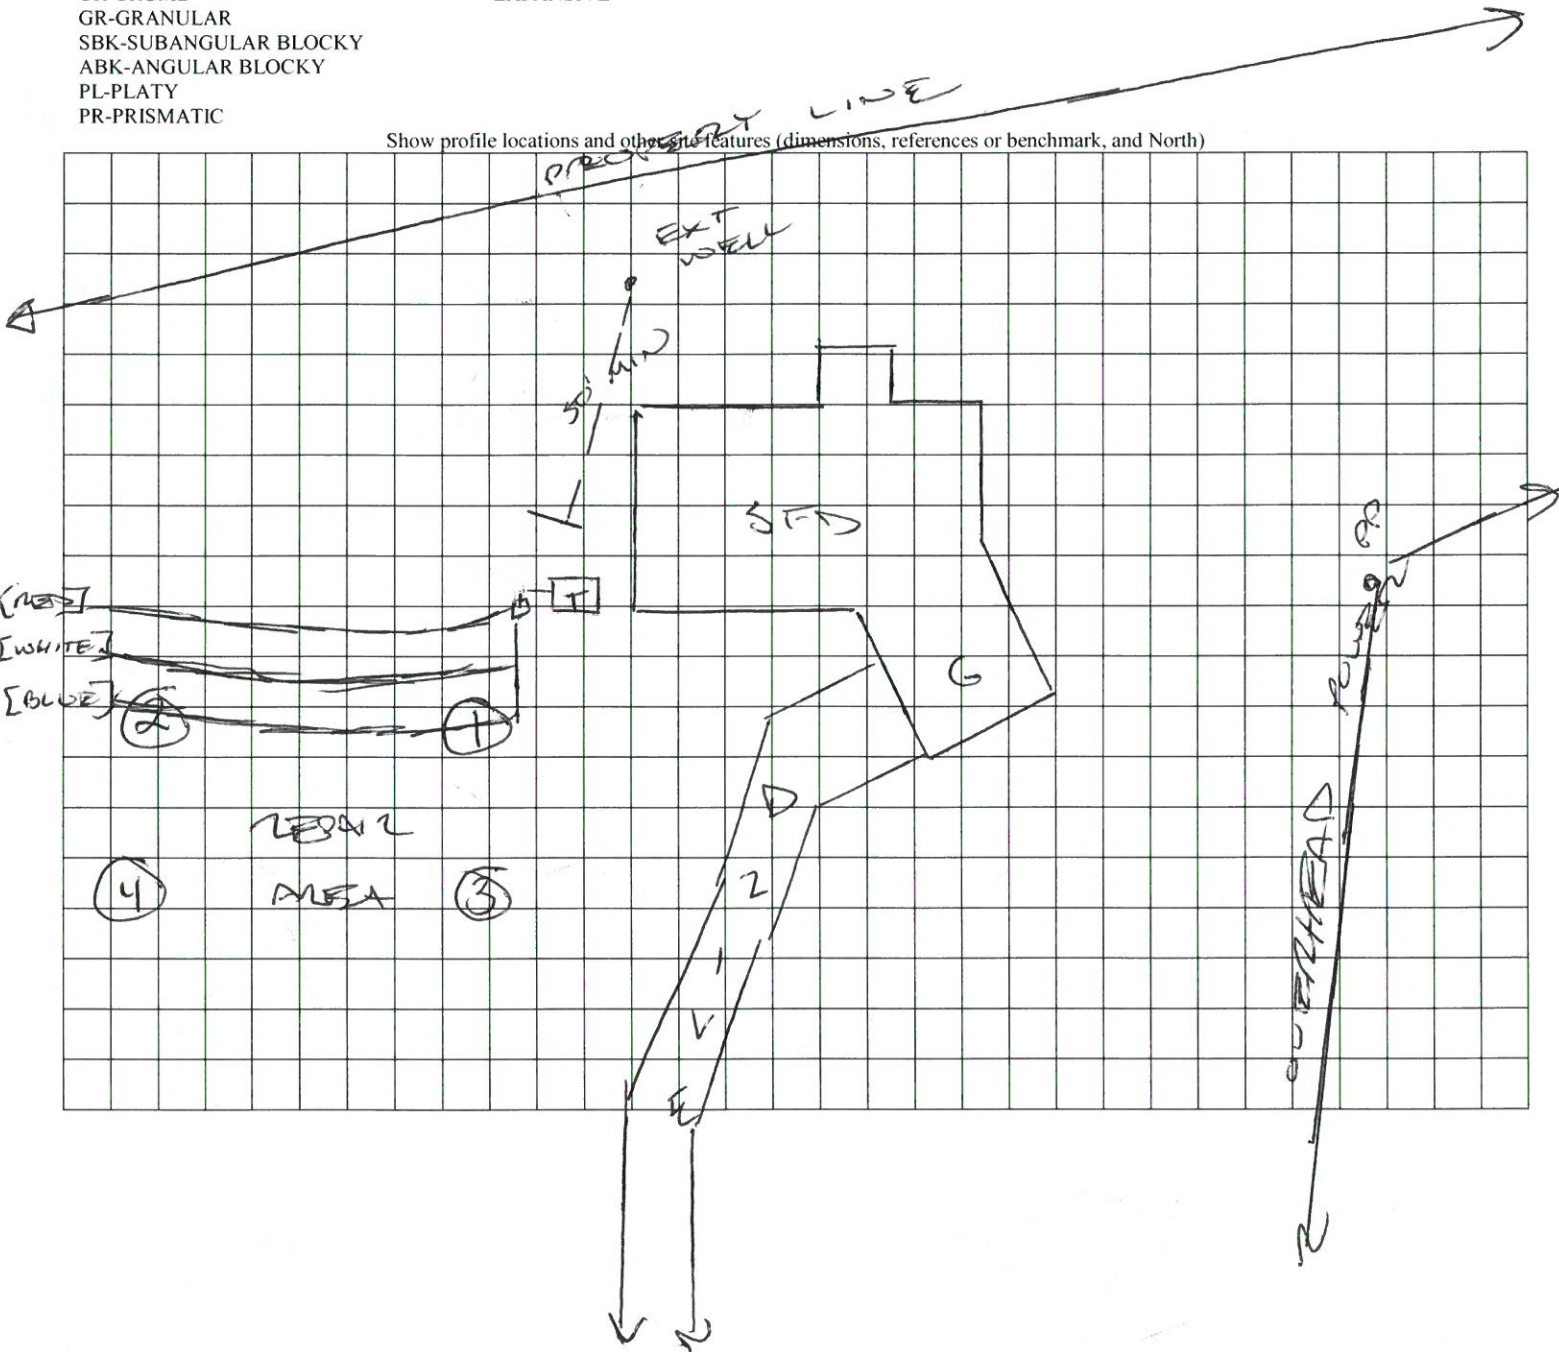 GR-GRANULAR
SBK-SUBANGULAR BLOCKY
ABK-ANGULAR BLOCKY
PL-PLATY
PR-PRISMATIC
PROPERTY LINE
Show profile locations and other site features (dimensions, references or benchmark, and North)
EXT
WELL
50' MIN
SFD
PP
[RED]
T
[WHITE]
[BLUE]
2
1
G
POWER
OVERHEAD
DRIVE
REPAIR
AREA
4
3